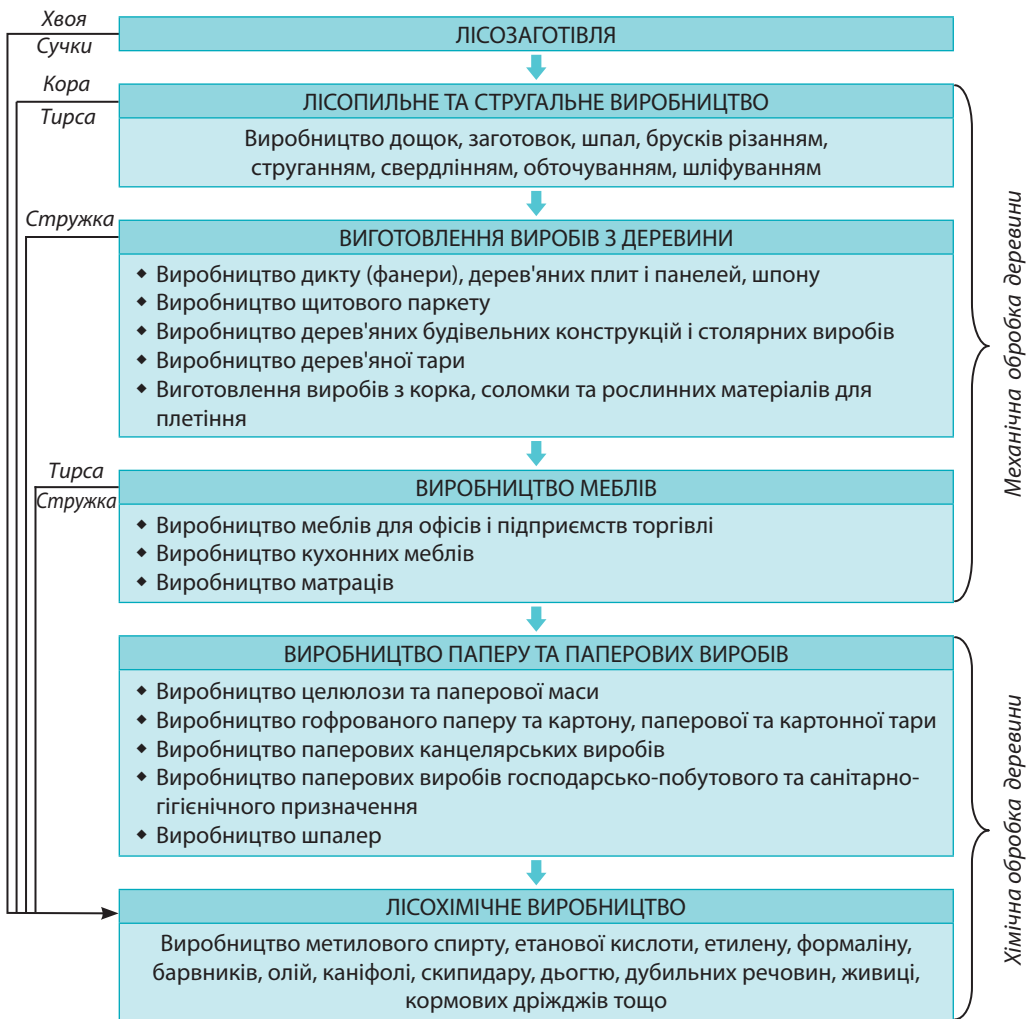 Хвоя
Сучки
ЛІСОЗАГОТІВЛЯ
Кора
Тирса
ЛІСОПИЛЬНЕ ТА СТРУГАЛЬНЕ ВИРОБНИЦТВО
Виробництво дощок, заготовок, шпал, брусків різанням,
струганням, свердлінням, обточуванням, шліфуванням
Стружка
ВИГОТОВЛЕННЯ ВИРОБІВ З ДЕРЕВИНИ
◆ Виробництво дикту (фанери), дерев'яних плит і панелей, шпону
◆ Виробництво щитового паркету
◆ Виробництво дерев'яних будівельних конструкцій і столярних виробів
◆ Виробництво дерев'яної тари
◆ Виготовлення виробів з корка, соломки та рослинних матеріалів для
плетіння
Механічна обробка деревини
Тирса
Стружка
ВИРОБНИЦТВО МЕБЛІВ
◆ Виробництво меблів для офісів і підприємств торгівлі
◆ Виробництво кухонних меблів
◆ Виробництво матраців
ВИРОБНИЦТВО ПАПЕРУ ТА ПАПЕРОВИХ ВИРОБІВ
◆ Виробництво целюлози та паперової маси
◆ Виробництво гофрованого паперу та картону, паперової та картонної тари
◆ Виробництво паперових канцелярських виробів
◆ Виробництво паперових виробів господарсько-побутового та санітарно-
гігієнічного призначення
◆ Виробництво шпалер
Хімічна обробка деревини
ЛІСОХІМІЧНЕ ВИРОБНИЦТВО
Виробництво метилового спирту, етанової кислоти, етилену, формаліну,
барвників, олій, каніфолі, скипидару, дьогтю, дубильних речовин, живиці,
кормових дріжджів тощо